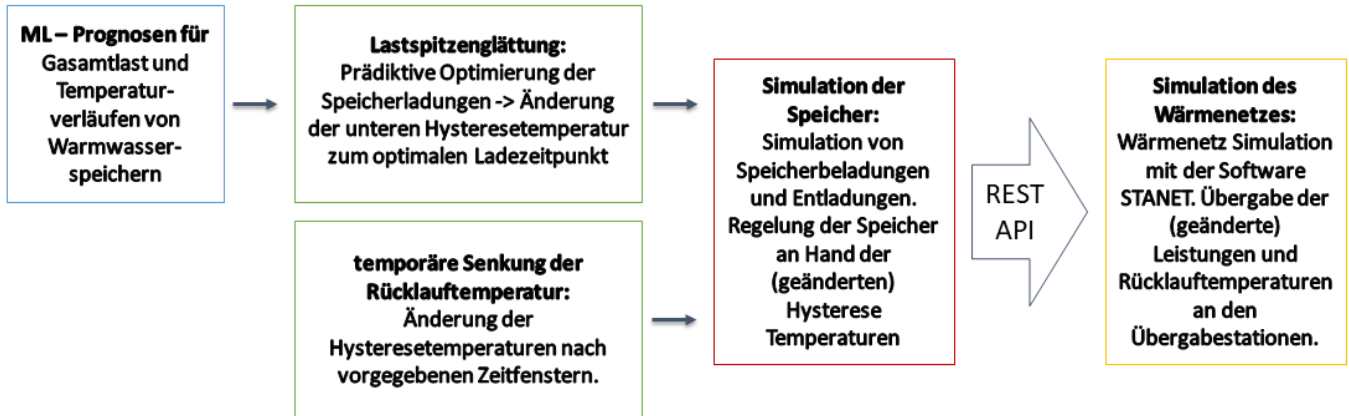 ML – Prognosen für
Gasamtlast und
Temperatur-
verläufen von
Warmwasser-
speichern
Lastspitzenglättung:
Prädiktive Optimierung der
Speicherladungen -> Änderung
der unteren Hysteresetemperatur
zum optimalen Ladezeitpunkt
temporäre Senkung der
Rücklauftemperatur:
Änderung der
Hysteresetemperaturen nach
vorgegebenen Zeitfenstern.
Simulation der
Speicher:
Simulation von
Speicherbeladungen
und Entladungen.
Regelung der Speicher
an Hand der
(geänderten)
Hysterese
Temperaturen
REST
API
Simulation des
Wärmenetzes:
Wärmenetz Simulation
mit der Software
STANET. Übergabe der
(geänderte)
Leistungen und
Rücklauftemperaturen
an den
Übergabestationen.